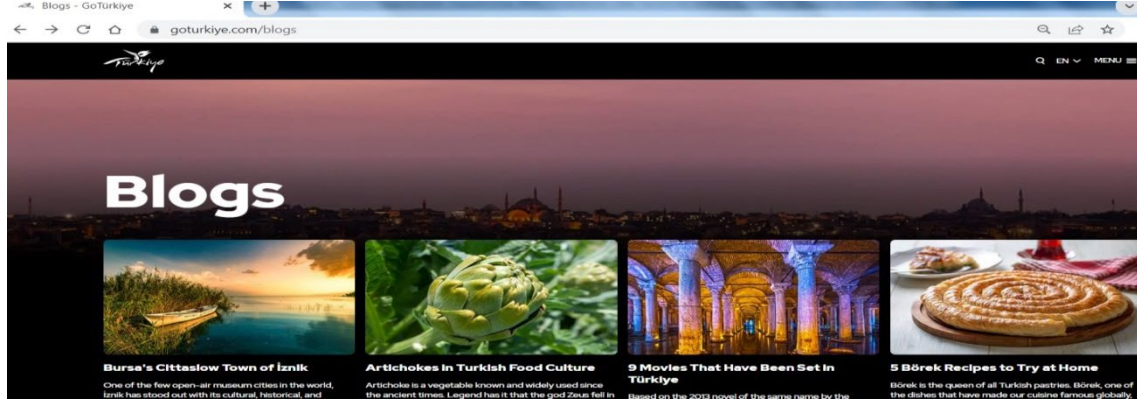 Blogs - GoTürkiye
goturkiye.com/blogs
Türkiye
EN
MENU
Blogs
Bursa's Cittaslow Town of İznik
One of the few open-air museum cities in the world,
İznik has stood out with its cultural, historical, and
Artichokes in Turkish Food Culture
Artichoke is a vegetable known and widely used since
the ancient times. Legend has it that the god Zeus fell in
9 Movies That Have Been Set in
Türkiye
Based on the 2013 novel of the same name by the
5 Börek Recipes to Try at Home
Börek is the queen of all Turkish pastries. Börek, one of
the dishes that have made our cuisine famous globally,